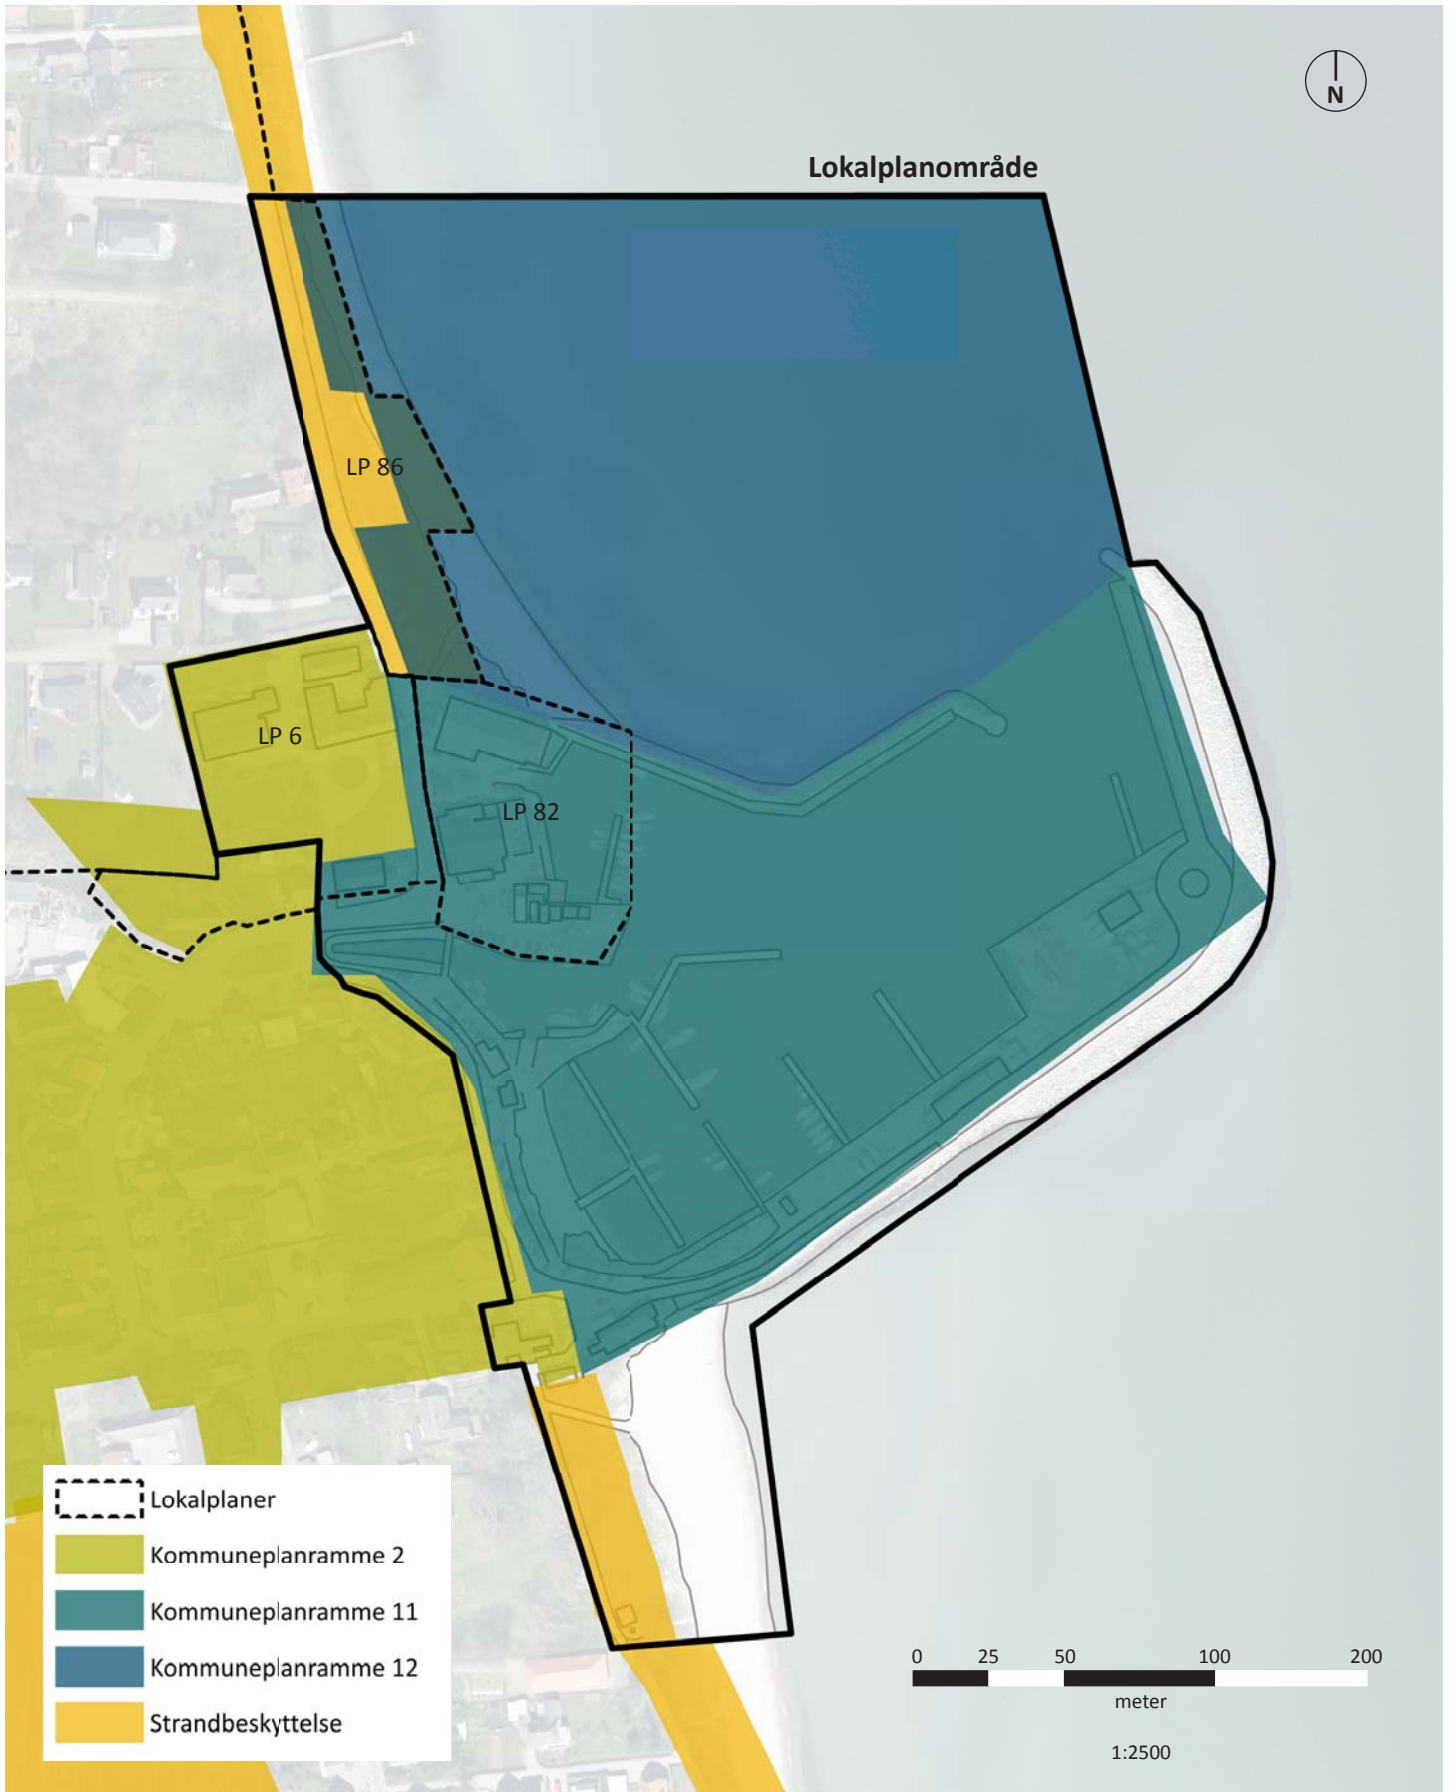 N
Lokalplanområde
LP 86
LP 6
LP 82
Lokalplaner
Kommuneplanramme 2
Kommuneplanramme 11
Kommuneplanramme 12
Strandbeskyttelse
0 25 50 100 200
meter
1:2500